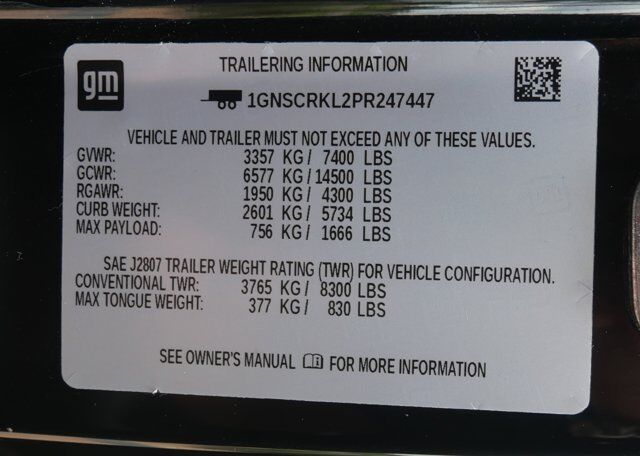 gm
TRAILERING INFORMATION
1GNSCRKL2PR247447
VEHICLE AND TRAILER MUST NOT EXCEED ANY OF THESE VALUES.
GVWR: 3357 KG/ 7400 LBS
GCWR: 6577 KG/ 14500 LBS
RGAWR: 1950 KG/ 4300 LBS
CURB WEIGHT: 2601 KG/ 5734 LBS
MAX PAYLOAD: 756 KG/ 1666 LBS
SAE J2807 TRAILER WEIGHT RATING (TWR) FOR VEHICLE CONFIGURATION.
CONVENTIONAL TWR: 3765 KG/ 8300 LBS
MAX TONGUE WEIGHT: 377 KG/ 830 LBS
SEE OWNER'S MANUAL FOR MORE INFORMATION